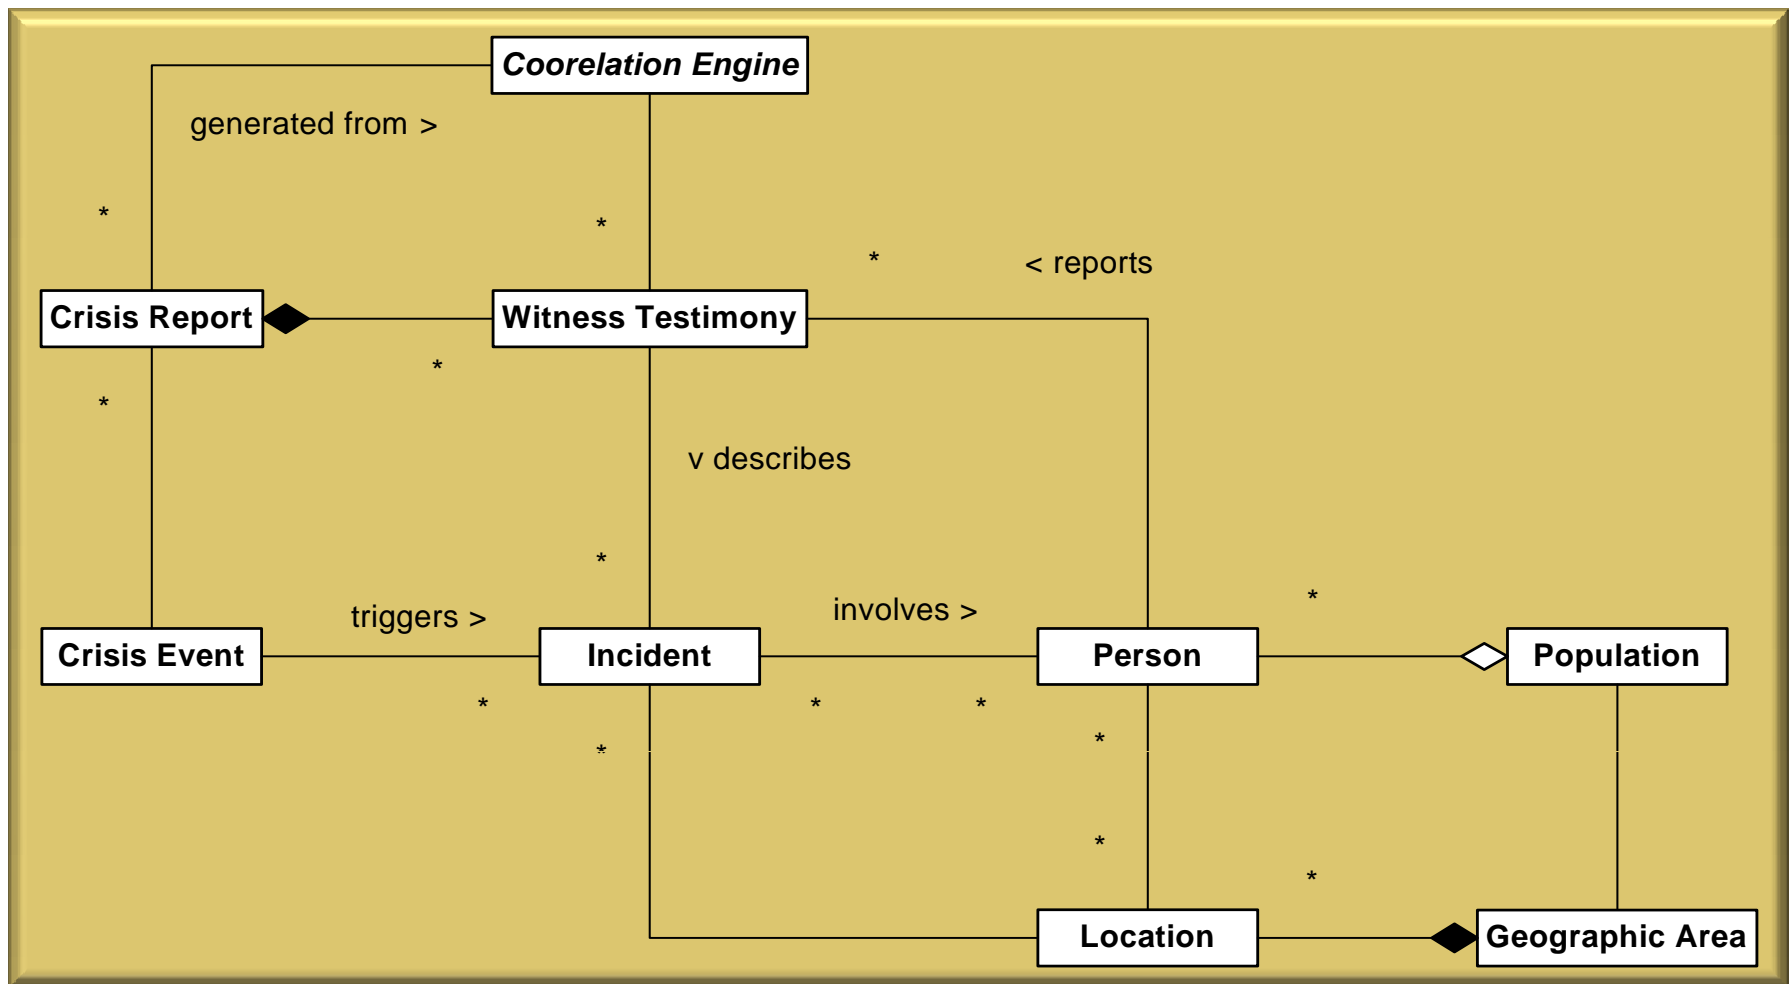 Coorelation Engine
generated from >
*
*
*
< reports
Crisis Report
Witness Testimony
*
*
v describes
*
*
triggers >
involves >
Crisis Event
Incident
Person
Population
*
*
*
*
*
*
*
Location
Geographic Area